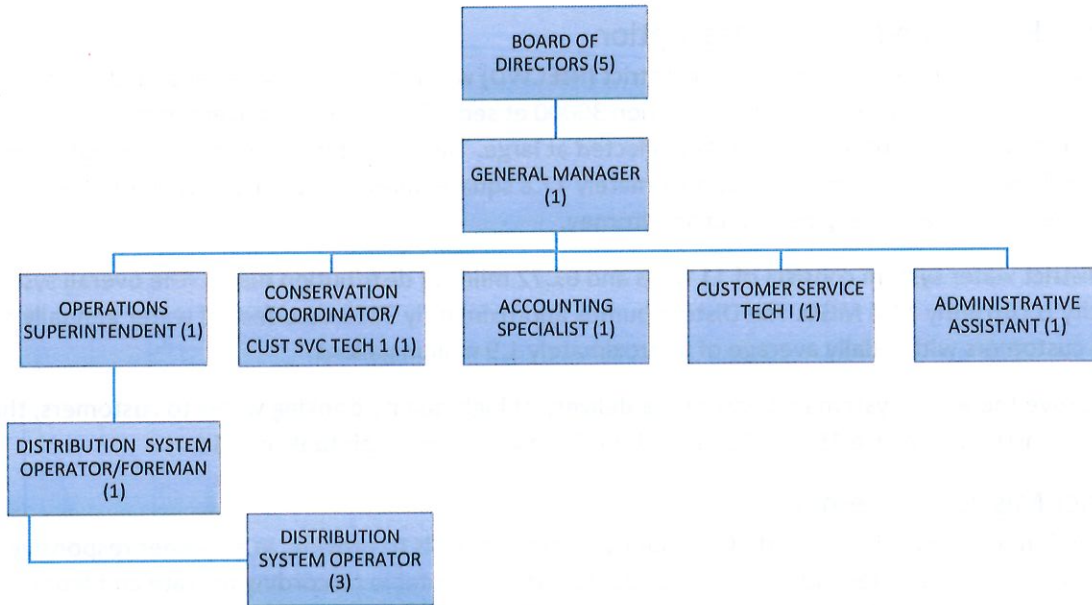 BOARD OF
DIRECTORS (5)
GENERAL MANAGER
(1)
OPERATIONS
SUPERINTENDENT (1)
CONSERVATION
COORDINATOR/
CUST SVC TECH 1 (1)
ACCOUNTING
SPECIALIST (1)
CUSTOMER SERVICE
TECH I (1)
ADMINISTRATIVE
ASSISTANT (1)
DISTRIBUTION SYSTEM
OPERATOR/FOREMAN
(1)
DISTRIBUTION
SYSTEM OPERATOR
(3)